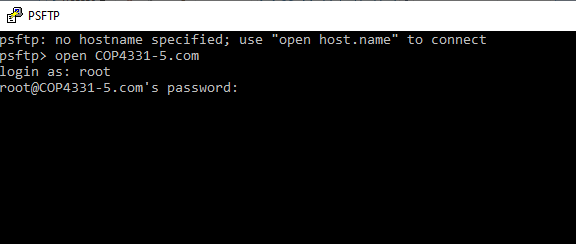 PSFTP
psftp: no hostname specified; use "open host.name" to connect
psftp> open COP4331-5.com
login as: root
root@COP4331-5.com's password: